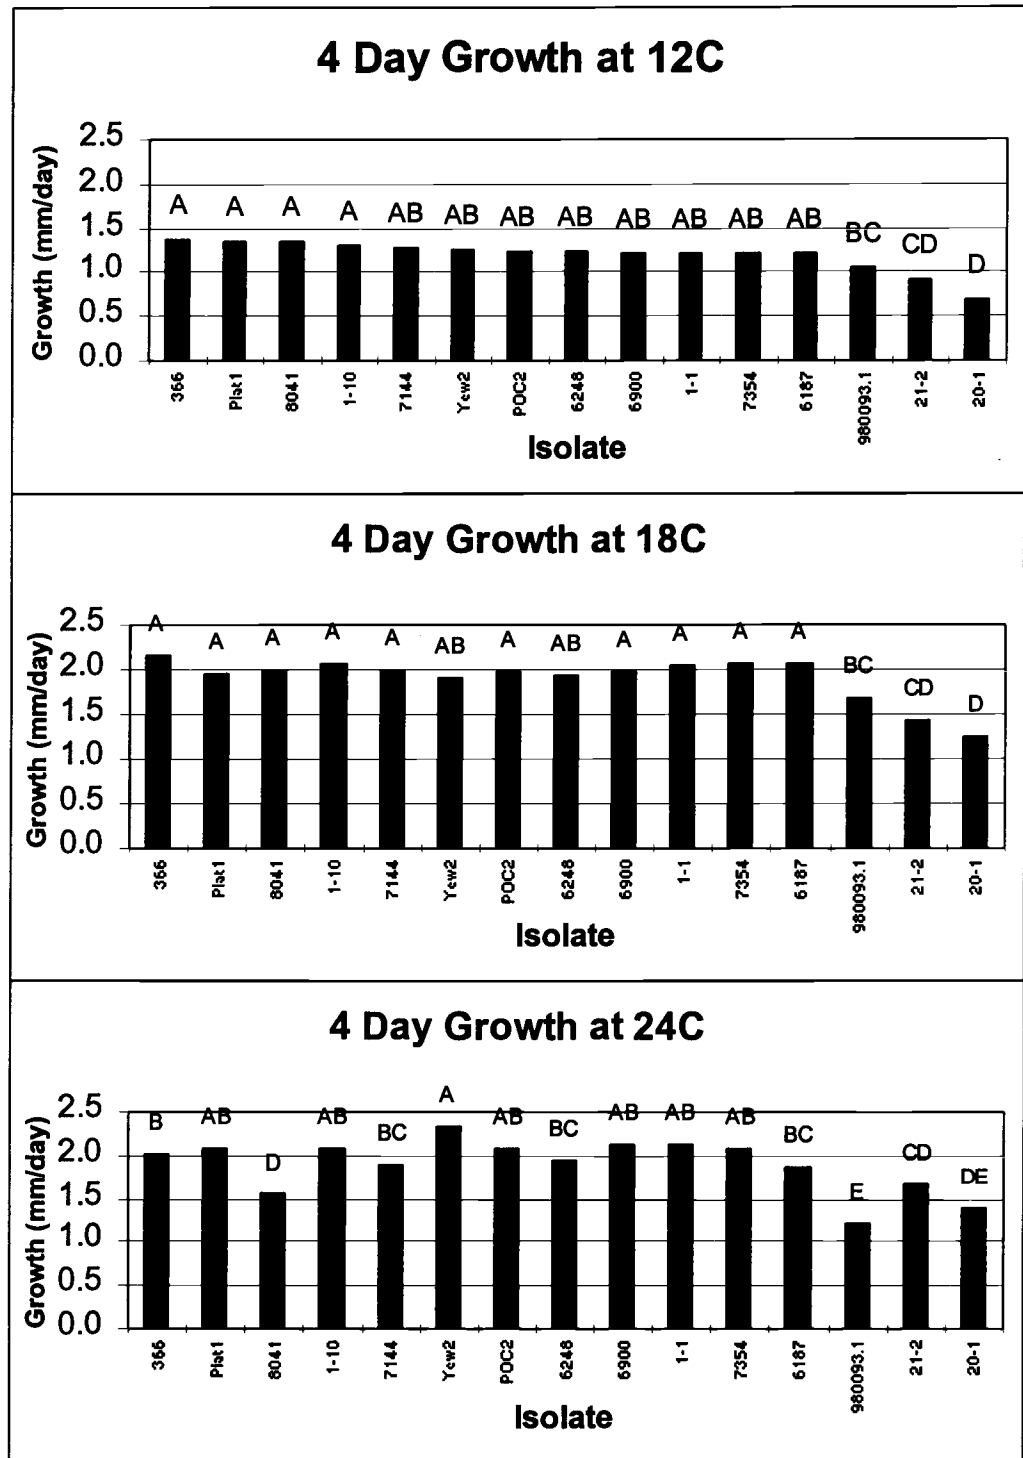 4 Day Growth at 12C
Growth (mm/day)
2.5
2.0
1.5
1.0
0.5
0.0
A A A A AB AB AB AB AB AB AB AB BC CD D
366 Plat1 8041 1-10 7144 Yew2 POC2 6248 6900 1-1 7354 6187 980093.1 21-2 20-1
Isolate
4 Day Growth at 18C
Growth (mm/day)
2.5
2.0
1.5
1.0
0.5
0.0
A A A A A AB A AB A A A A BC CD D
366 Plat1 8041 1-10 7144 Yew2 POC2 6248 6900 1-1 7354 6187 980093.1 21-2 20-1
Isolate
4 Day Growth at 24C
Growth (mm/day)
2.5
2.0
1.5
1.0
0.5
0.0
B AB D AB BC A AB BC AB AB AB BC E CD DE
366 Plat1 8041 1-10 7144 Yew2 POC2 6248 6900 1-1 7354 6187 980093.1 21-2 20-1
Isolate